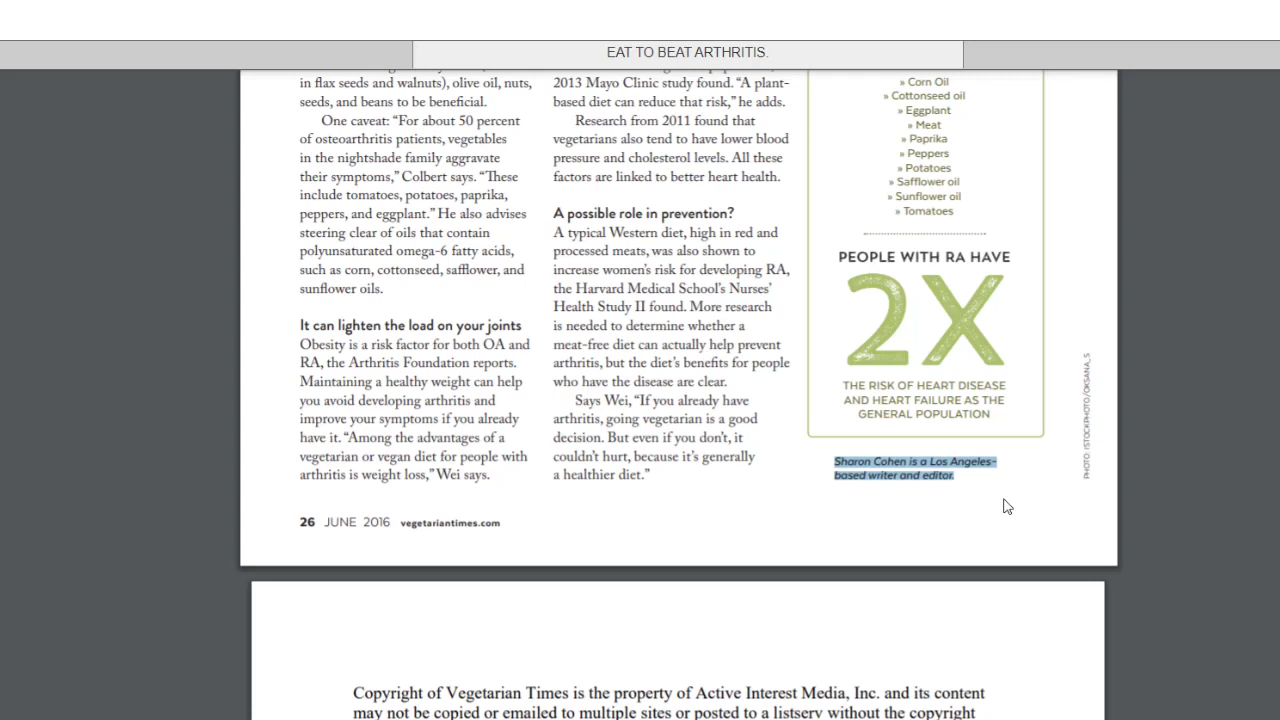 EAT TO BEAT ARTHRITIS.
in flax seeds and walnuts), olive oil, nuts,
seeds, and beans to be beneficial.
One caveat: “For about 50 percent
of osteoarthritis patients, vegetables
in the nightshade family aggravate
their symptoms,” Colbert says. “These
include tomatoes, potatoes, paprika,
peppers, and eggplant.” He also advises
steering clear of oils that contain
polyunsaturated omega-6 fatty acids,
such as corn, cottonseed, safflower, and
sunflower oils.
It can lighten the load on your joints
Obesity is a risk factor for both OA and
RA, the Arthritis Foundation reports.
Maintaining a healthy weight can help
you avoid developing arthritis and
improve your symptoms if you already
have it. “Among the advantages of a
vegetarian or vegan diet for people with
arthritis is weight loss,” Wei says.
2013 Mayo Clinic study found. “A plant-
based diet can reduce that risk,” he adds.
Research from 2011 found that
vegetarians also tend to have lower blood
pressure and cholesterol levels. All these
factors are linked to better heart health.
A possible role in prevention?
A typical Western diet, high in red and
processed meats, was also shown to
increase women’s risk for developing RA,
the Harvard Medical School’s Nurses’
Health Study II found. More research
is needed to determine whether a
meat-free diet can actually help prevent
arthritis, but the diet’s benefits for people
who have the disease are clear.
Says Wei, “If you already have
arthritis, going vegetarian is a good
decision. But even if you don’t, it
couldn’t hurt, because it’s generally
a healthier diet.”
» Corn Oil
» Cottonseed oil
» Eggplant
» Meat
» Paprika
» Peppers
» Potatoes
» Safflower oil
» Sunflower oil
» Tomatoes
PEOPLE WITH RA HAVE
2X
THE RISK OF HEART DISEASE
AND HEART FAILURE AS THE
GENERAL POPULATION
Sharon Cohen is a Los Angeles–
based writer and editor.
PHOTO: ISTOCKPHOTO/OKSANA_S
26 JUNE 2016 vegetariantimes.com
Copyright of Vegetarian Times is the property of Active Interest Media, Inc. and its content
may not be copied or emailed to multiple sites or posted to a listserv without the copyright